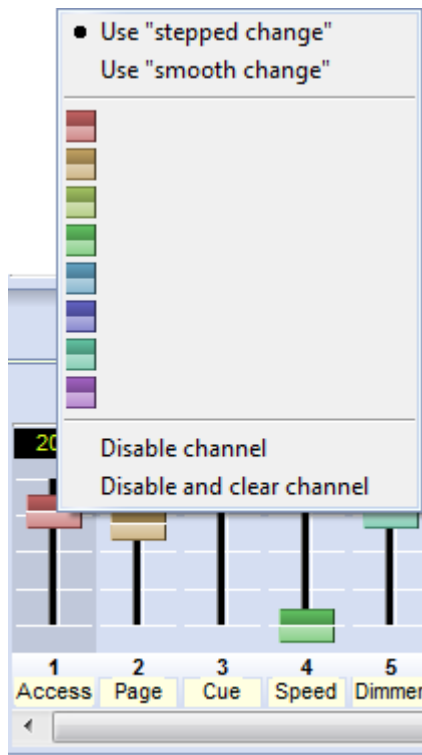 Use "stepped change"
Use "smooth change"
Disable channel
Disable and clear channel
1 2 3 4 5
Access Page Cue Speed Dimmer